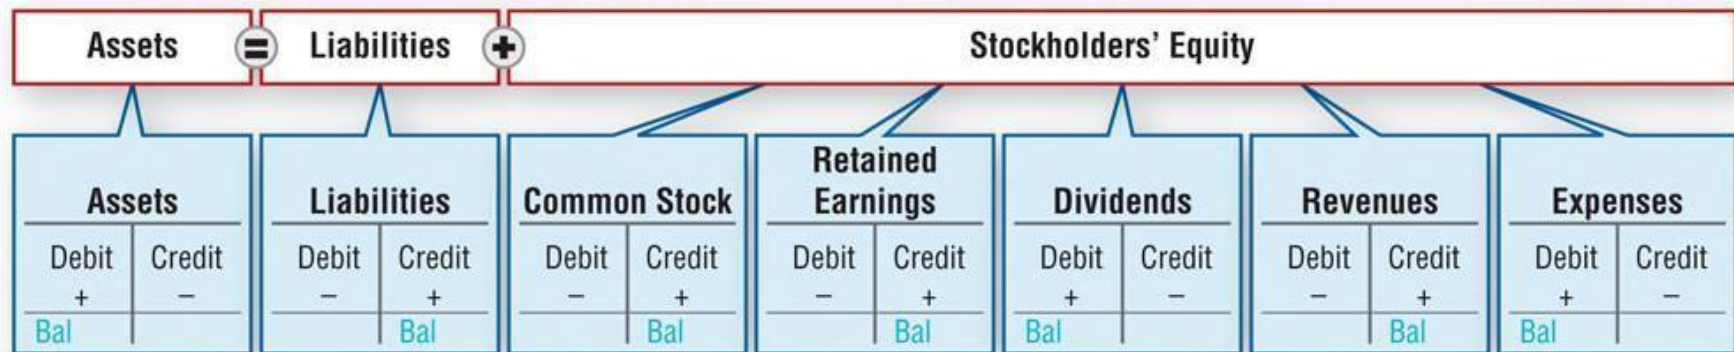 Assets = Liabilities + Stockholders' Equity
Assets Liabilities Common Stock Retained Earnings Dividends Revenues Expenses
Debit Credit Debit Credit Debit Credit Debit Credit Debit Credit Debit Credit Debit Credit
+ − − + − + − + + − − + + −
Bal Bal Bal Bal Bal Bal Bal